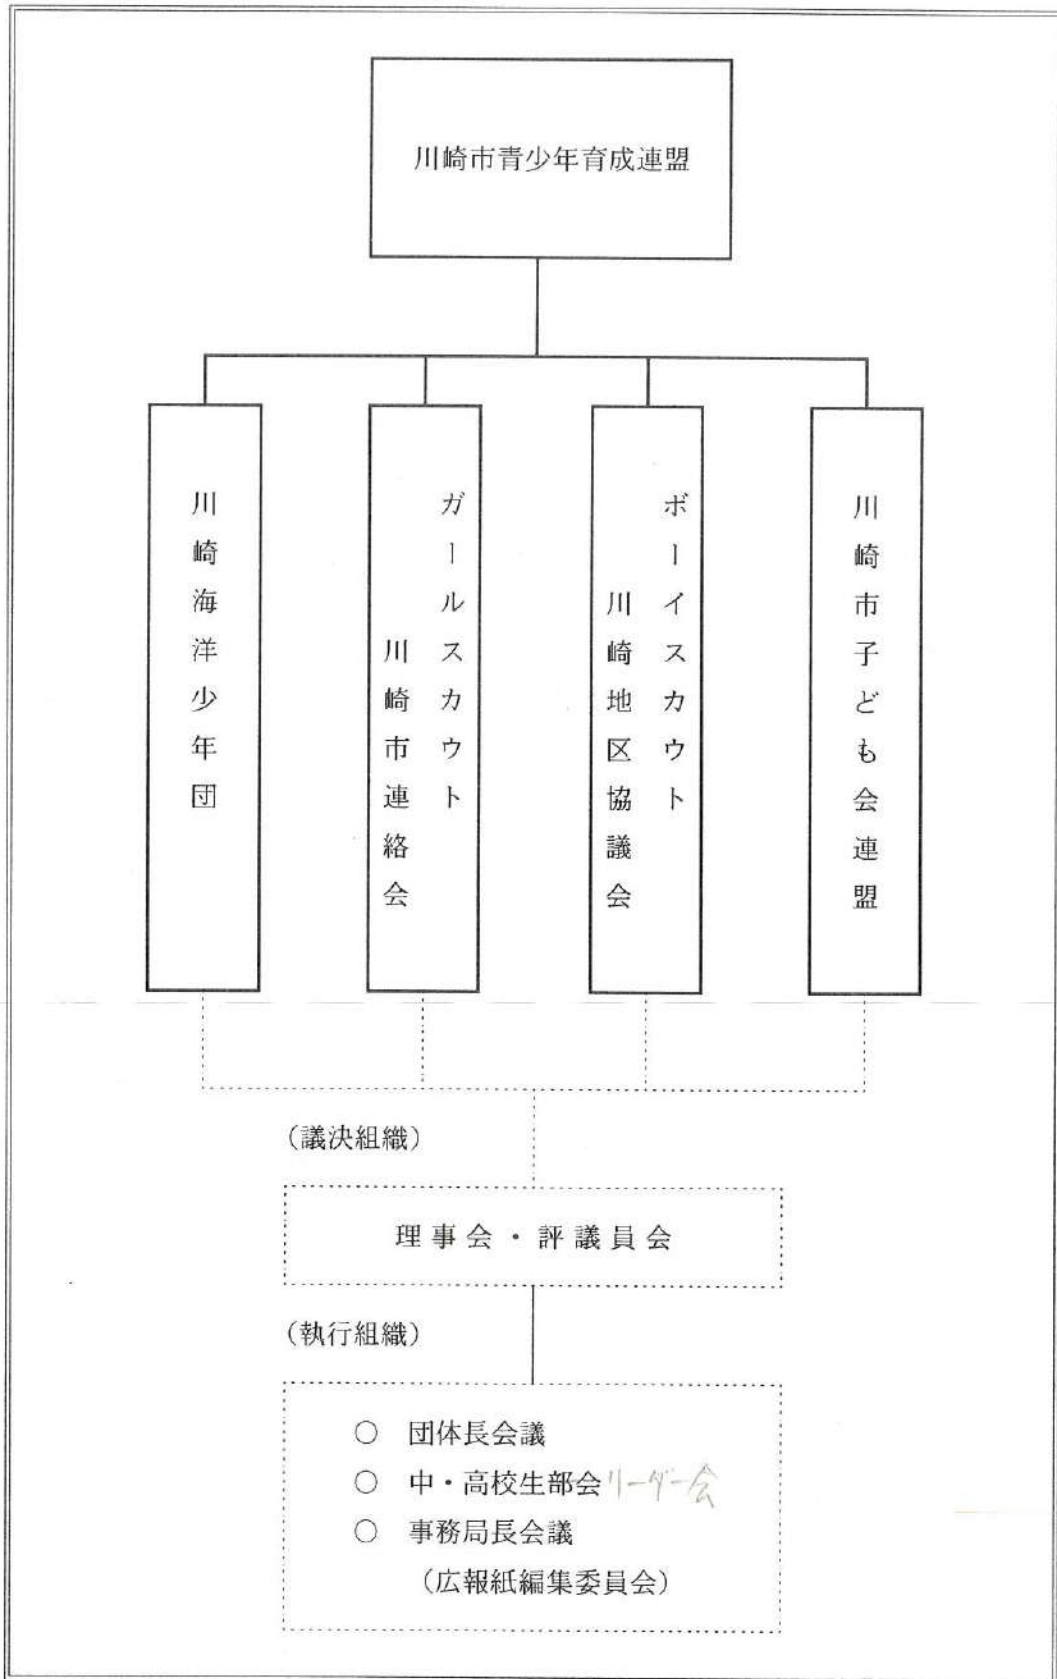 川崎市青少年育成連盟
川崎海洋少年団
ガールスカウト
川崎市連絡会
ボーイスカウト
川崎地区協議会
川崎市子ども会連盟
(議決組織)
理事会・評議員会
(執行組織)
○ 団体長会議
○ 中・高校生部会リーダー会
○ 事務局長会議
(広報紙編集委員会)